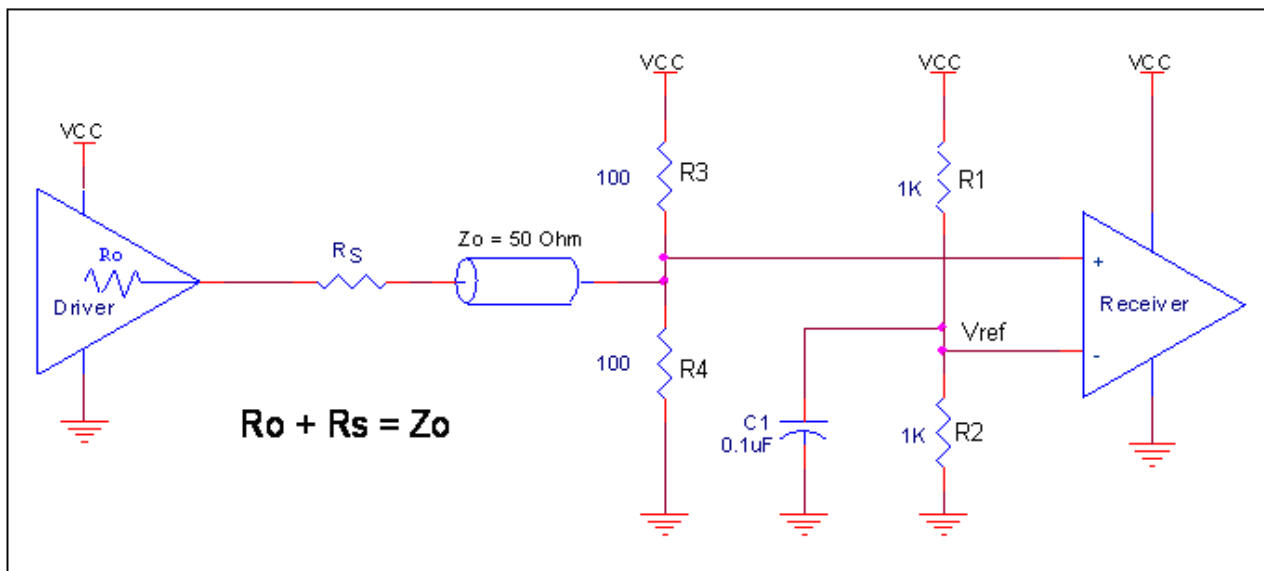 VCC
VCC
VCC
VCC
R3
100
R1
1K
Zo = 50 Ohm
Ro
RS
+
Driver
Receiver
Vref
-
100
R4
Ro + Rs = Zo
C1
0.1uF
1K
R2